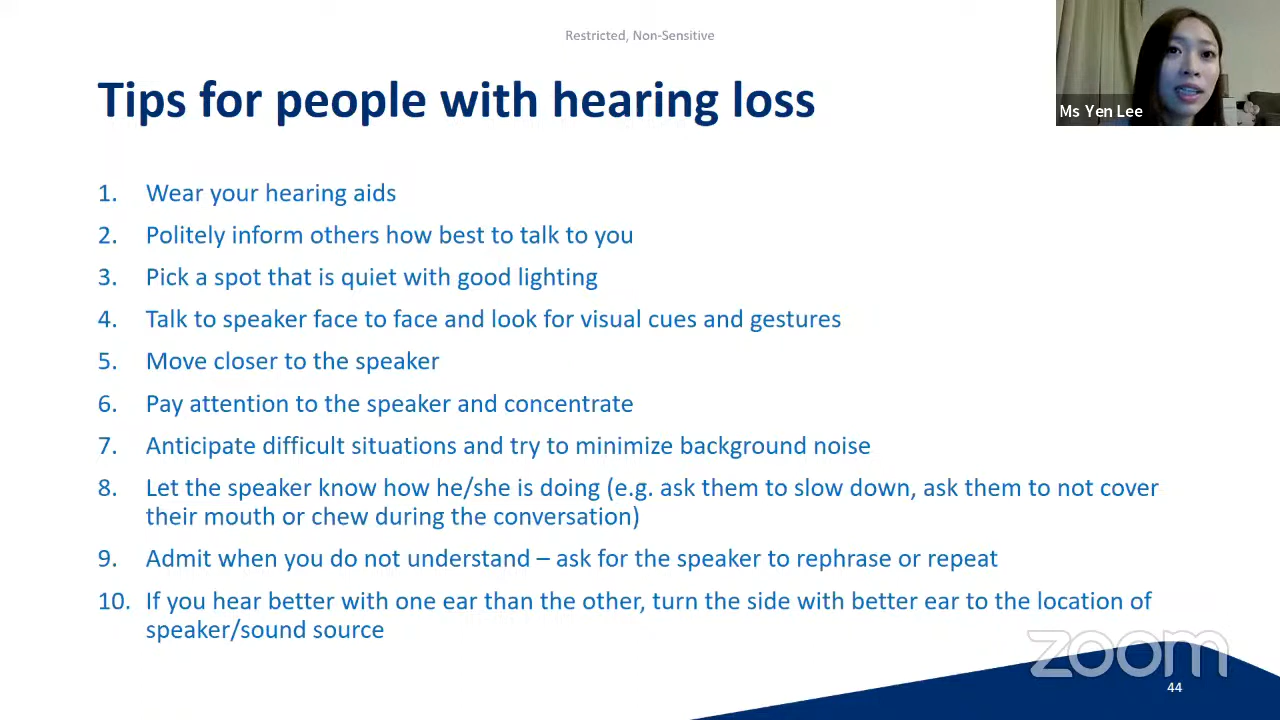 Restricted, Non-Sensitive
Tips for people with hearing loss
Ms Yen Lee
1. Wear your hearing aids
2. Politely inform others how best to talk to you
3. Pick a spot that is quiet with good lighting
4. Talk to speaker face to face and look for visual cues and gestures
5. Move closer to the speaker
6. Pay attention to the speaker and concentrate
7. Anticipate difficult situations and try to minimize background noise
8. Let the speaker know how he/she is doing (e.g. ask them to slow down, ask them to not cover
their mouth or chew during the conversation)
9. Admit when you do not understand – ask for the speaker to rephrase or repeat
10. If you hear better with one ear than the other, turn the side with better ear to the location of
speaker/sound source
zoom
44